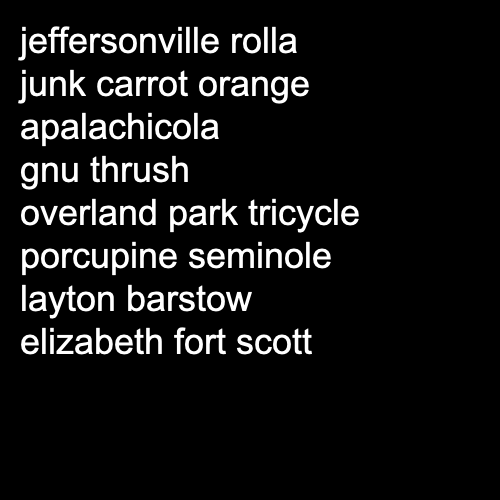 jeffersonville rolla
junk carrot orange
apalachicola
gnu thrush
overland park tricycle
porcupine seminole
layton barstow
elizabeth fort scott